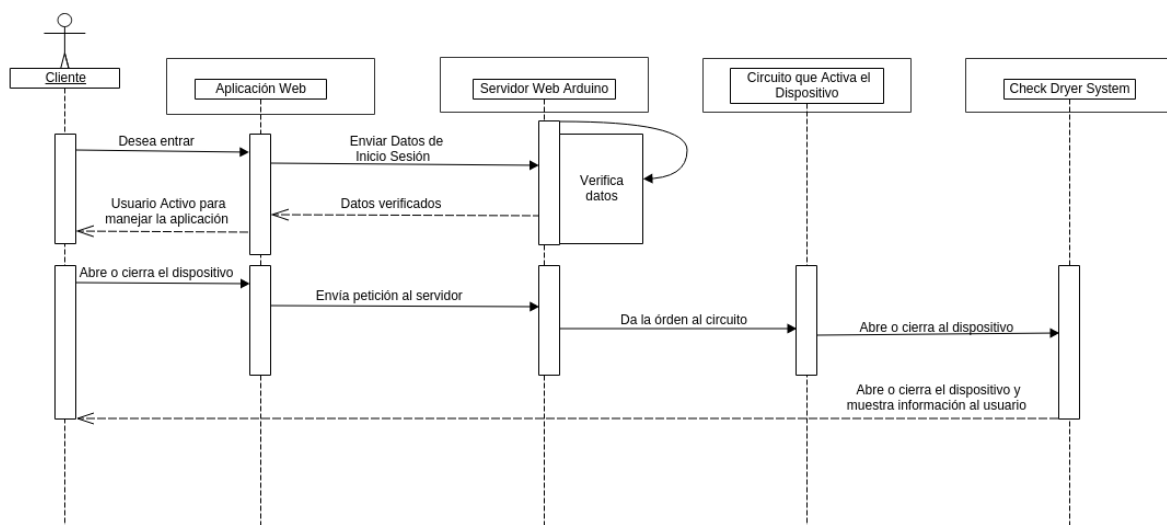 Cliente
Aplicación Web
Servidor Web Arduino
Circuito que Activa el
Dispositivo
Check Dryer System
Desea entrar
Enviar Datos de
Inicio Sesión
Verifica
datos
Datos verificados
Usuario Activo para
manejar la aplicación
Abre o cierra el dispositivo
Envía petición al servidor
Da la órden al circuito
Abre o cierra al dispositivo
Abre o cierra el dispositivo y
muestra información al usuario